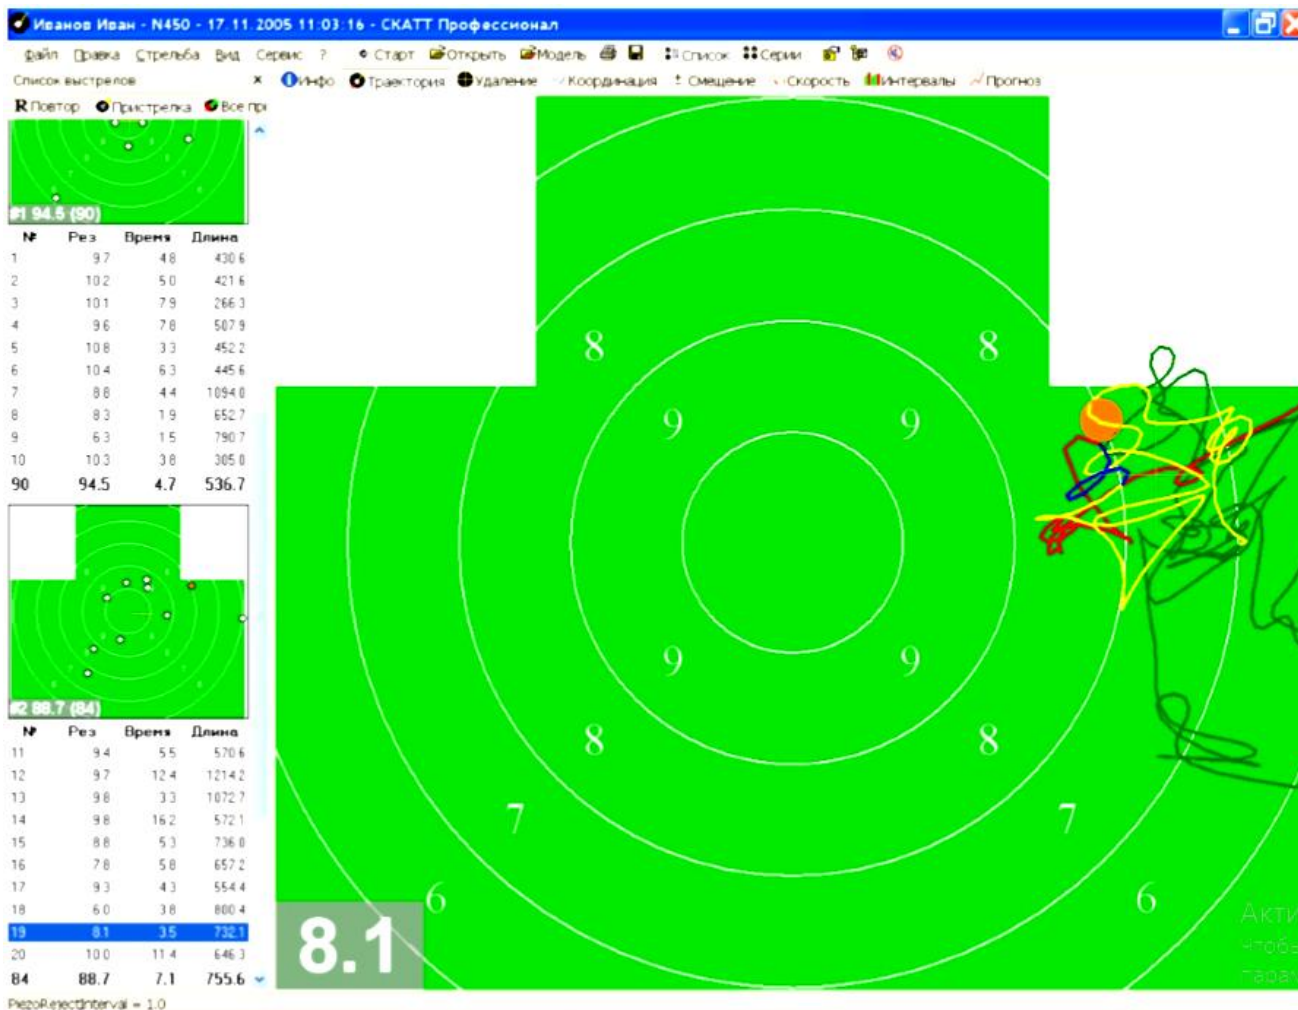 Иванов Иван - N450 - 17.11.2005 11:03:16 - СКАТТ Профессионал
Файл Правка Стрельба Вид Сервис ? Старт Открыть Модель Список Серии
Список выстрелов × Инфо Траектория Удаление Координация Смещение Скорость Интервалы Прогноз
R Повтор Пристрелка Все при
#1 94.5 (90)
№ Рез Время Длина
1 9.7 4.8 430.6
2 10.2 5.0 421.6
3 10.1 7.9 266.3
4 9.6 7.8 507.9
5 10.8 3.3 452.2
6 10.4 6.3 445.6
7 8.8 4.4 1094.0
8 8.3 1.9 652.7
9 6.3 1.5 790.7
10 10.3 3.8 305.0
90 94.5 4.7 536.7
#2 88.7 (84)
№ Рез Время Длина
11 9.4 5.5 570.6
12 9.7 12.4 1214.2
13 9.8 3.3 1072.7
14 9.8 16.2 572.1
15 8.8 5.3 736.0
16 7.8 5.8 657.2
17 9.3 4.3 554.4
18 6.0 3.8 800.4
19 8.1 3.5 732.1
20 10.0 11.4 646.3
84 88.7 7.1 755.6
PiezoRejectInterval = 1.0
8 8
9 9
9 9
8 8
7 7
6 6
8.1
Акти
чтобы
парам